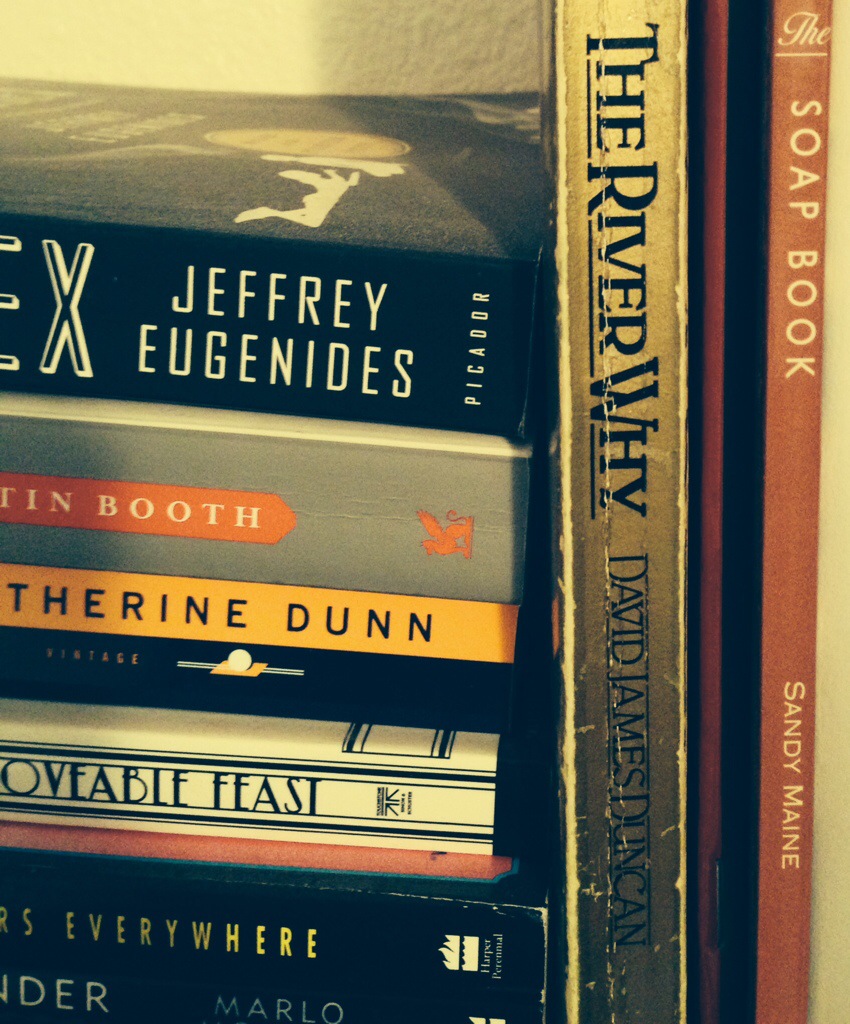 EX
JEFFREY
EUGENIDES
PICADOR
TIN BOOTH
THERINE DUNN
VINTAGE
OVEABLE FEAST
RS EVERYWHERE
Harper
Perennial
NDER
MARLO
THE RIVER WHY DAVID JAMES DUNCAN
The
SOAP BOOK
SANDY MAINE